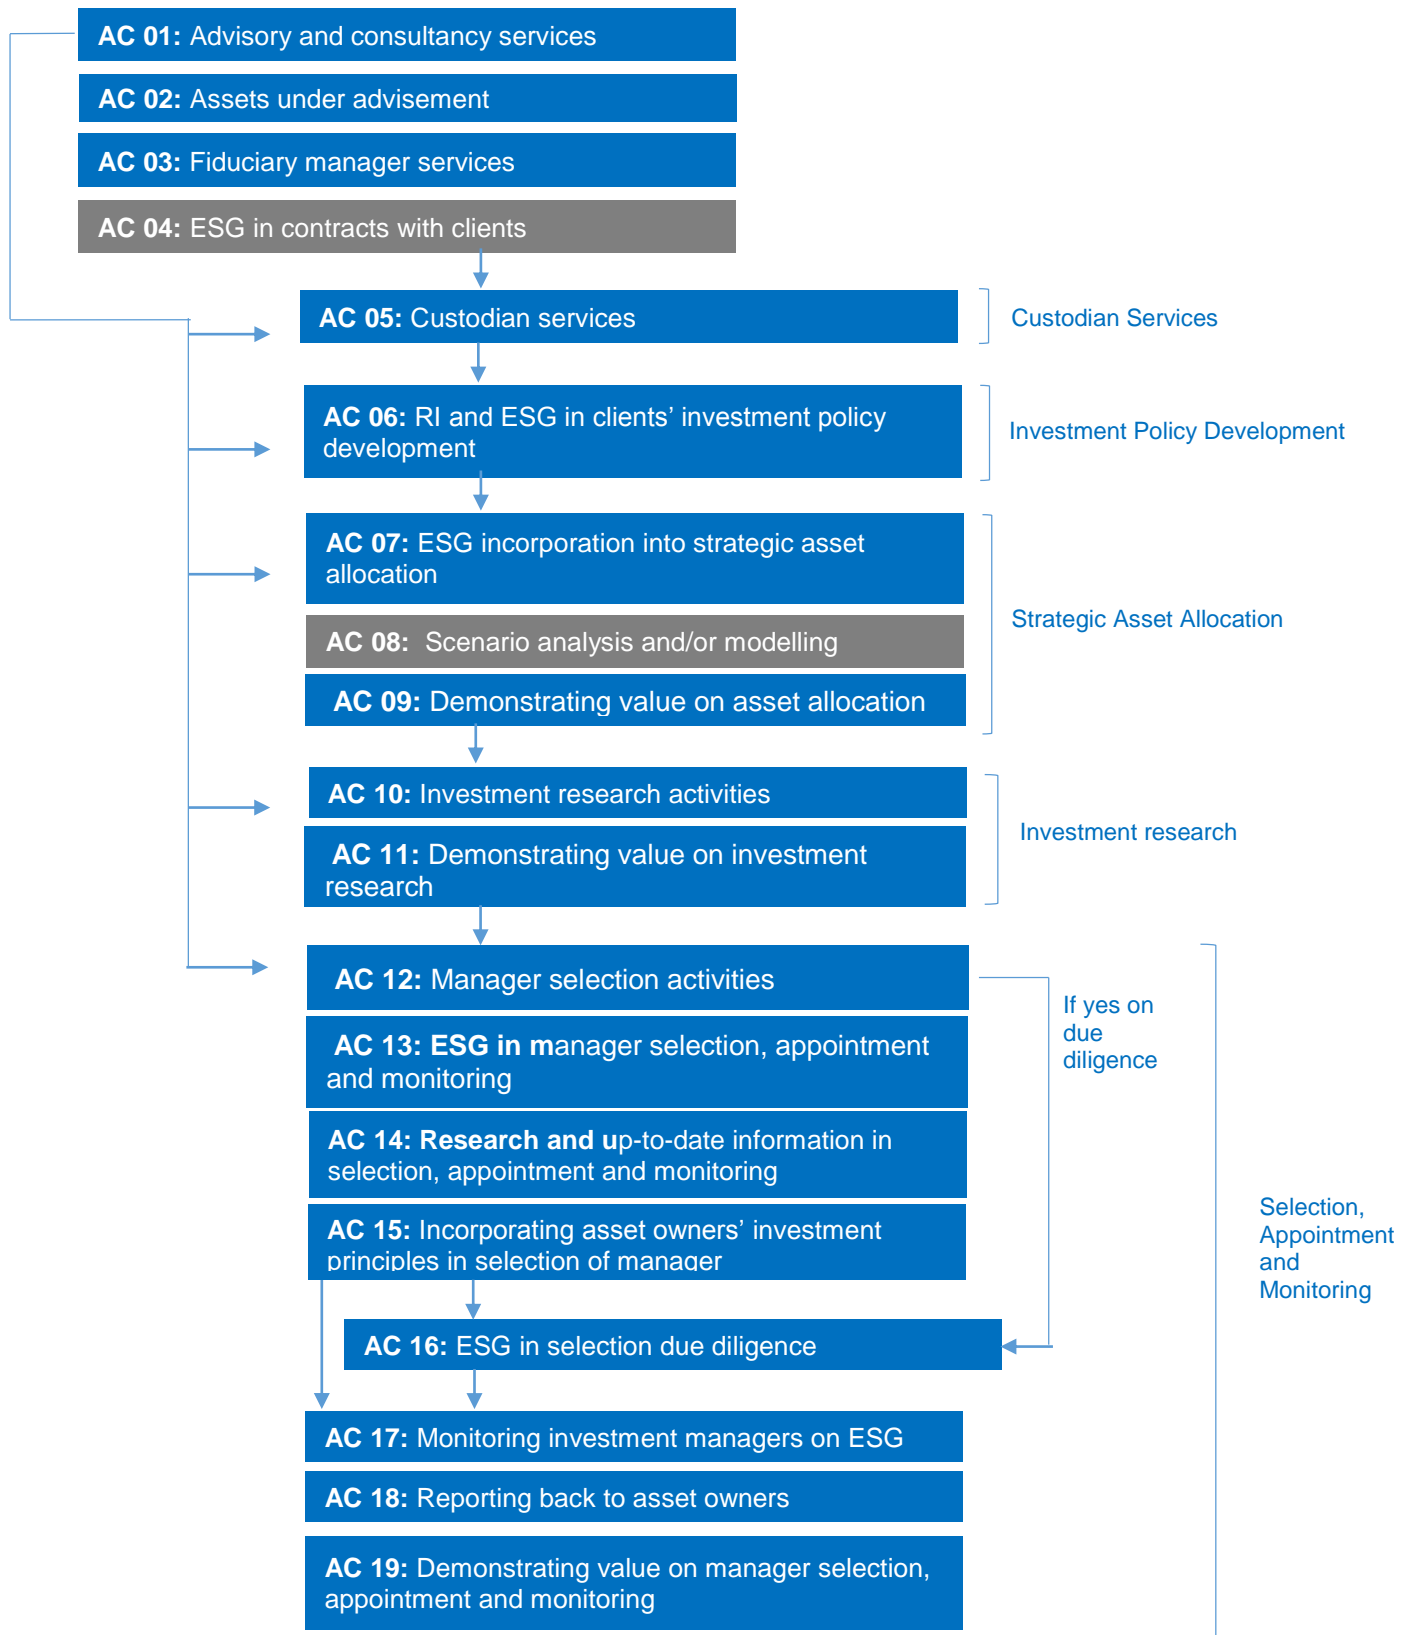 AC 01: Advisory and consultancy services
AC 02: Assets under advisement
AC 03: Fiduciary manager services
AC 04: ESG in contracts with clients
AC 05: Custodian services
Custodian Services
AC 06: RI and ESG in clients’ investment policy
development
Investment Policy Development
AC 07: ESG incorporation into strategic asset
allocation
AC 08:  Scenario analysis and/or modelling
AC 09: Demonstrating value on asset allocation
Strategic Asset Allocation
AC 10: Investment research activities
AC 11: Demonstrating value on investment
research
Investment research
AC 12: Manager selection activities
If yes on
due
diligence
AC 13: ESG in manager selection, appointment
and monitoring
AC 14: Research and up-to-date information in
selection, appointment and monitoring
AC 15: Incorporating asset owners’ investment
principles in selection of manager
AC 16: ESG in selection due diligence
AC 17: Monitoring investment managers on ESG
AC 18: Reporting back to asset owners
AC 19: Demonstrating value on manager selection,
appointment and monitoring
Selection,
Appointment
and
Monitoring